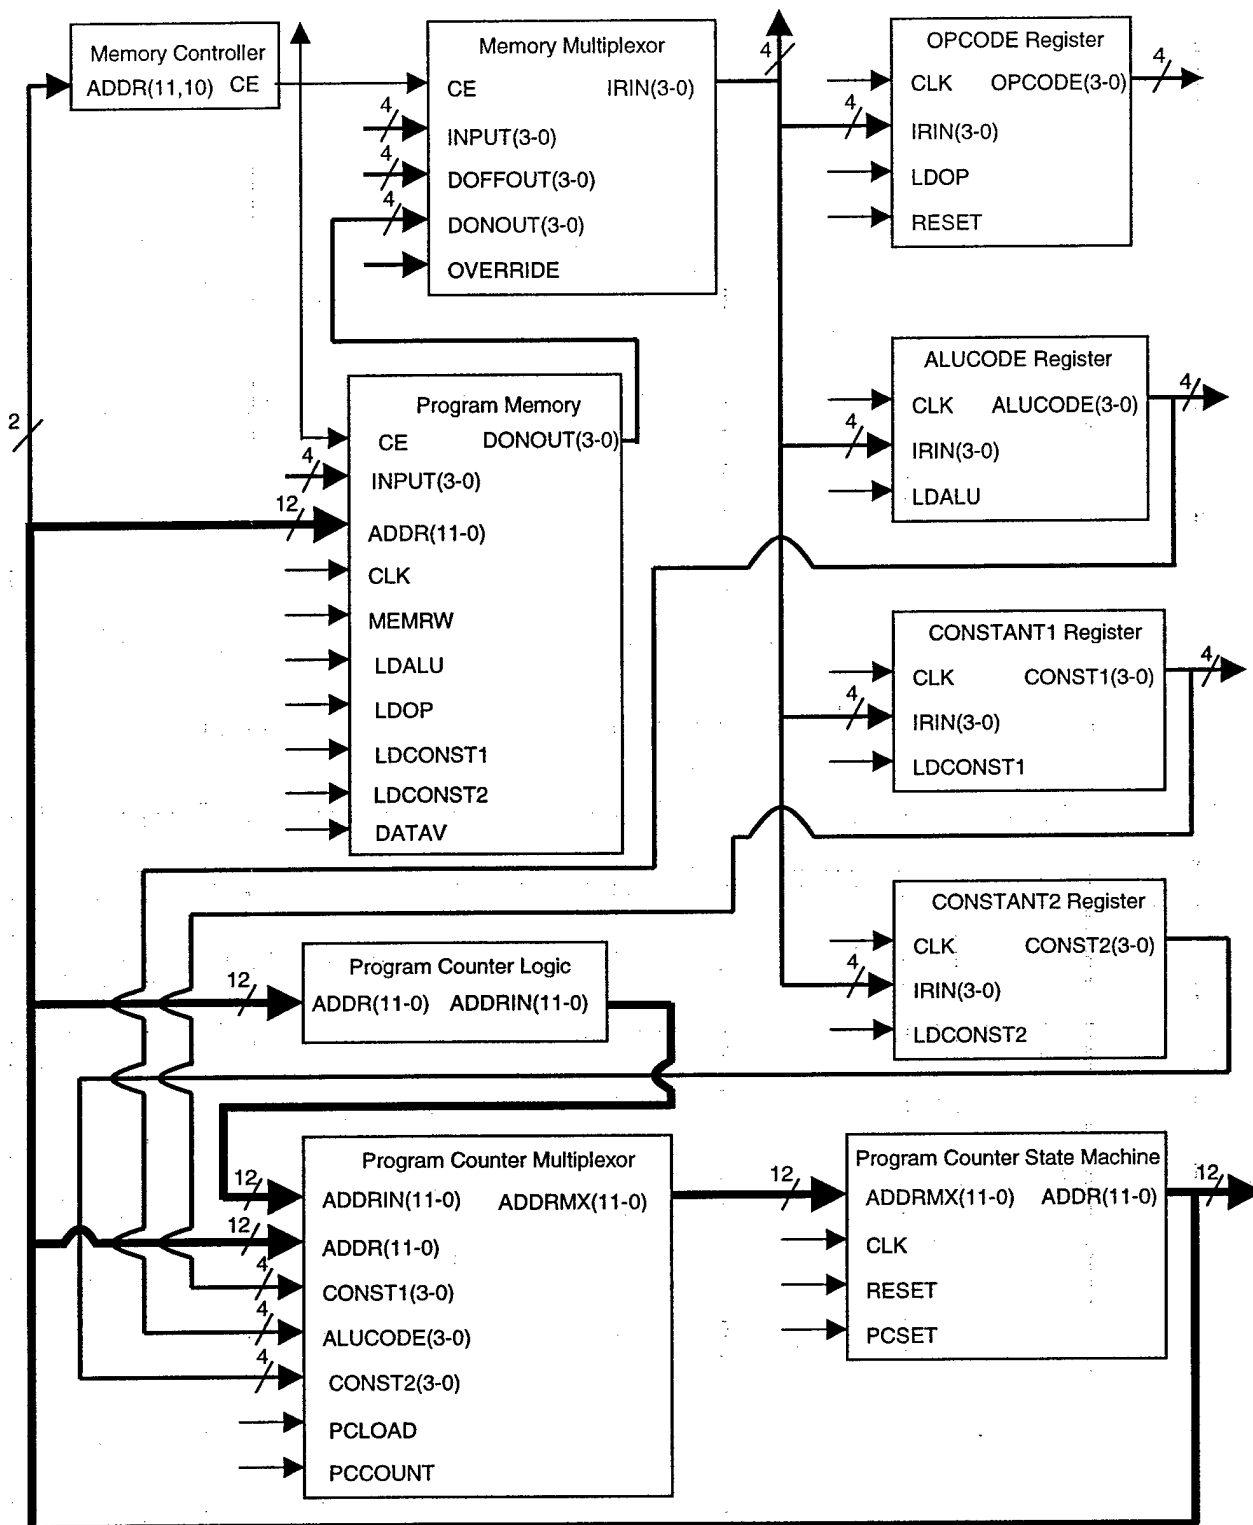 Memory Controller
ADDR(11,10) CE
Memory Multiplexor
CE IRIN(3-0)
4
INPUT(3-0)
4
DOFFOUT(3-0)
4
DONOUT(3-0)
OVERRIDE
4
OPCODE Register
CLK OPCODE(3-0)
4
4
IRIN(3-0)
LDOP
RESET
2
Program Memory
CE DONOUT(3-0)
4
INPUT(3-0)
12
ADDR(11-0)
CLK
MEMRW
LDALU
LDOP
LDCONST1
LDCONST2
DATAV
ALUCODE Register
CLK ALUCODE(3-0)
4
4
IRIN(3-0)
LDALU
CONSTANT1 Register
CLK CONST1(3-0)
4
4
IRIN(3-0)
LDCONST1
CONSTANT2 Register
CLK CONST2(3-0)
4
IRIN(3-0)
LDCONST2
Program Counter Logic
12
ADDR(11-0) ADDRIN(11-0)
Program Counter Multiplexor
12
ADDRIN(11-0) ADDRMX(11-0)
12
ADDR(11-0)
4
CONST1(3-0)
4
ALUCODE(3-0)
4
CONST2(3-0)
PCLOAD
PCCOUNT
Program Counter State Machine
12
ADDRMX(11-0) ADDR(11-0)
12
CLK
RESET
PCSET